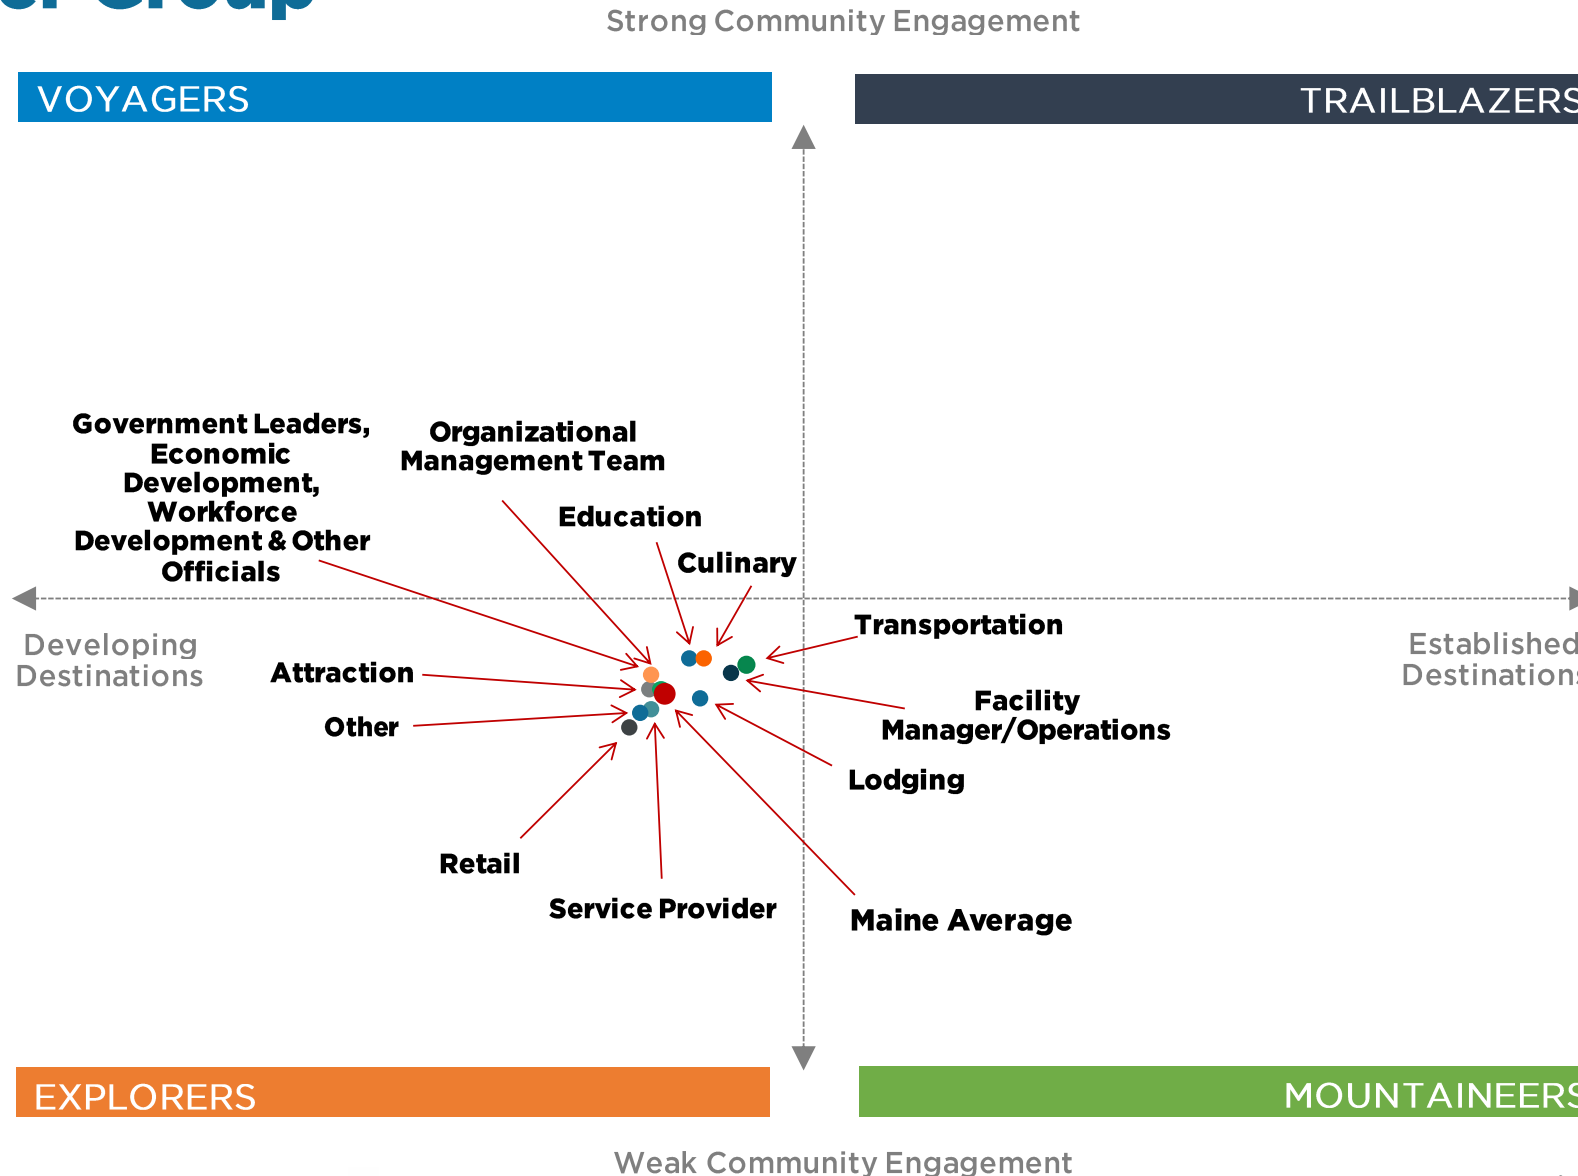 er Group
Strong Community Engagement
VOYAGERS
TRAILBLAZERS
Government Leaders,
Economic
Development,
Workforce
Development & Other
Officials
Organizational
Management Team
Education
Culinary
Developing
Destinations
Transportation
Established
Destinations
Attraction
Other
Facility
Manager/Operations
Lodging
Retail
Service Provider
Maine Average
EXPLORERS
MOUNTAINEERS
Weak Community Engagement